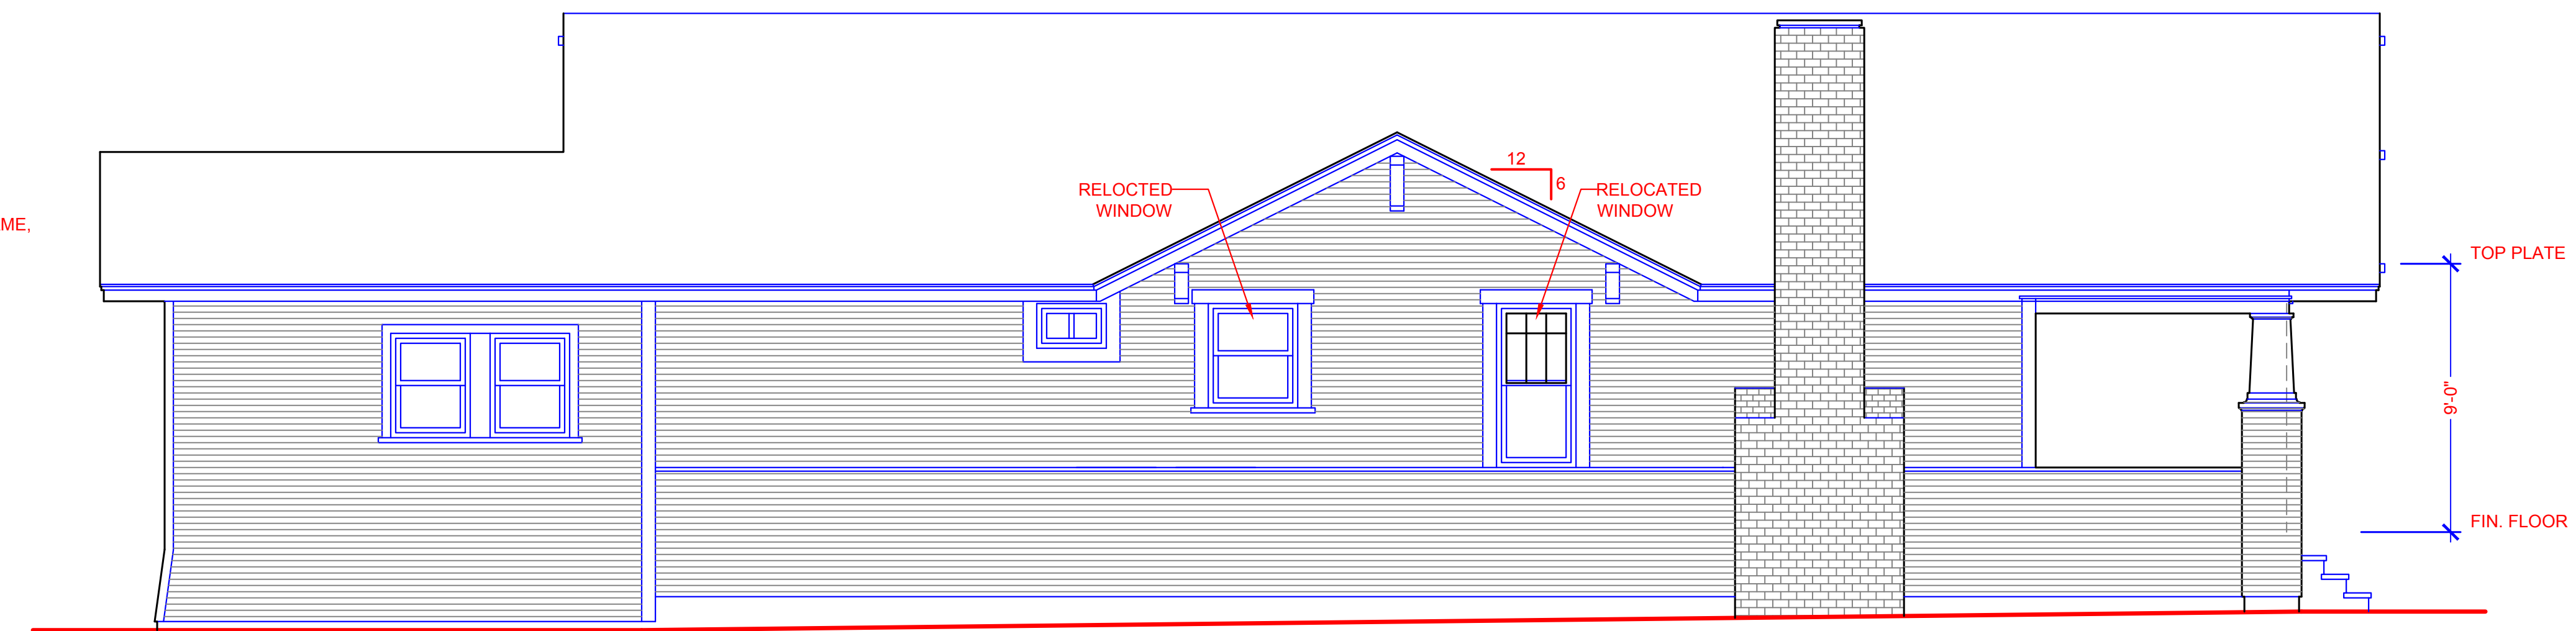 12
6
RELOCTED
WINDOW
RELOCATED
WINDOW
ME,
TOP PLATE
9'-0"
FIN. FLOOR